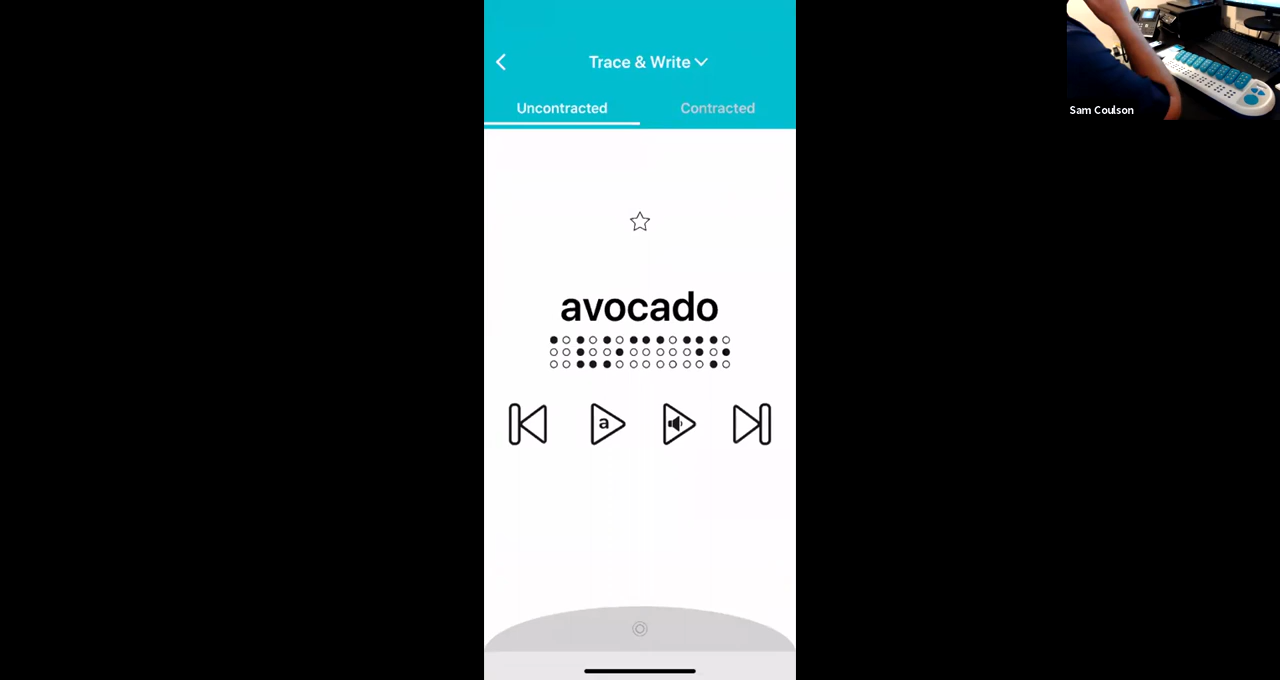 Trace & Write
Uncontracted Contracted
Sam Coulson
avocado
⠁⠧⠕⠉⠁⠙⠕
a